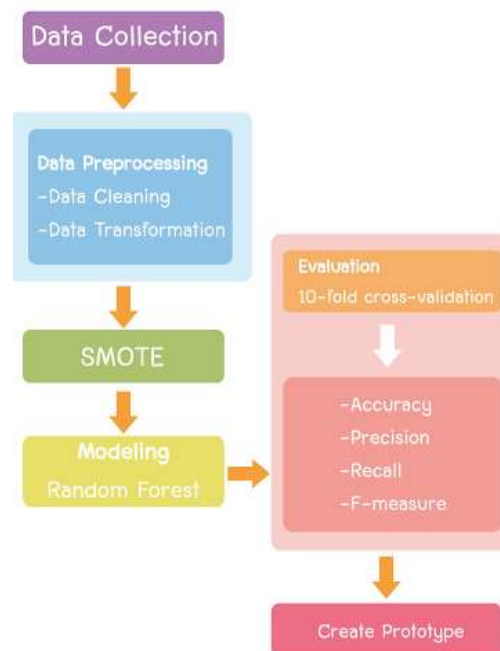 Data Collection
Data Preprocessing
-Data Cleaning
-Data Transformation
SMOTE
Modeling
Random Forest
Evaluation
10-fold cross-validation
-Accuracy
-Precision
-Recall
-F-measure
Create Prototype